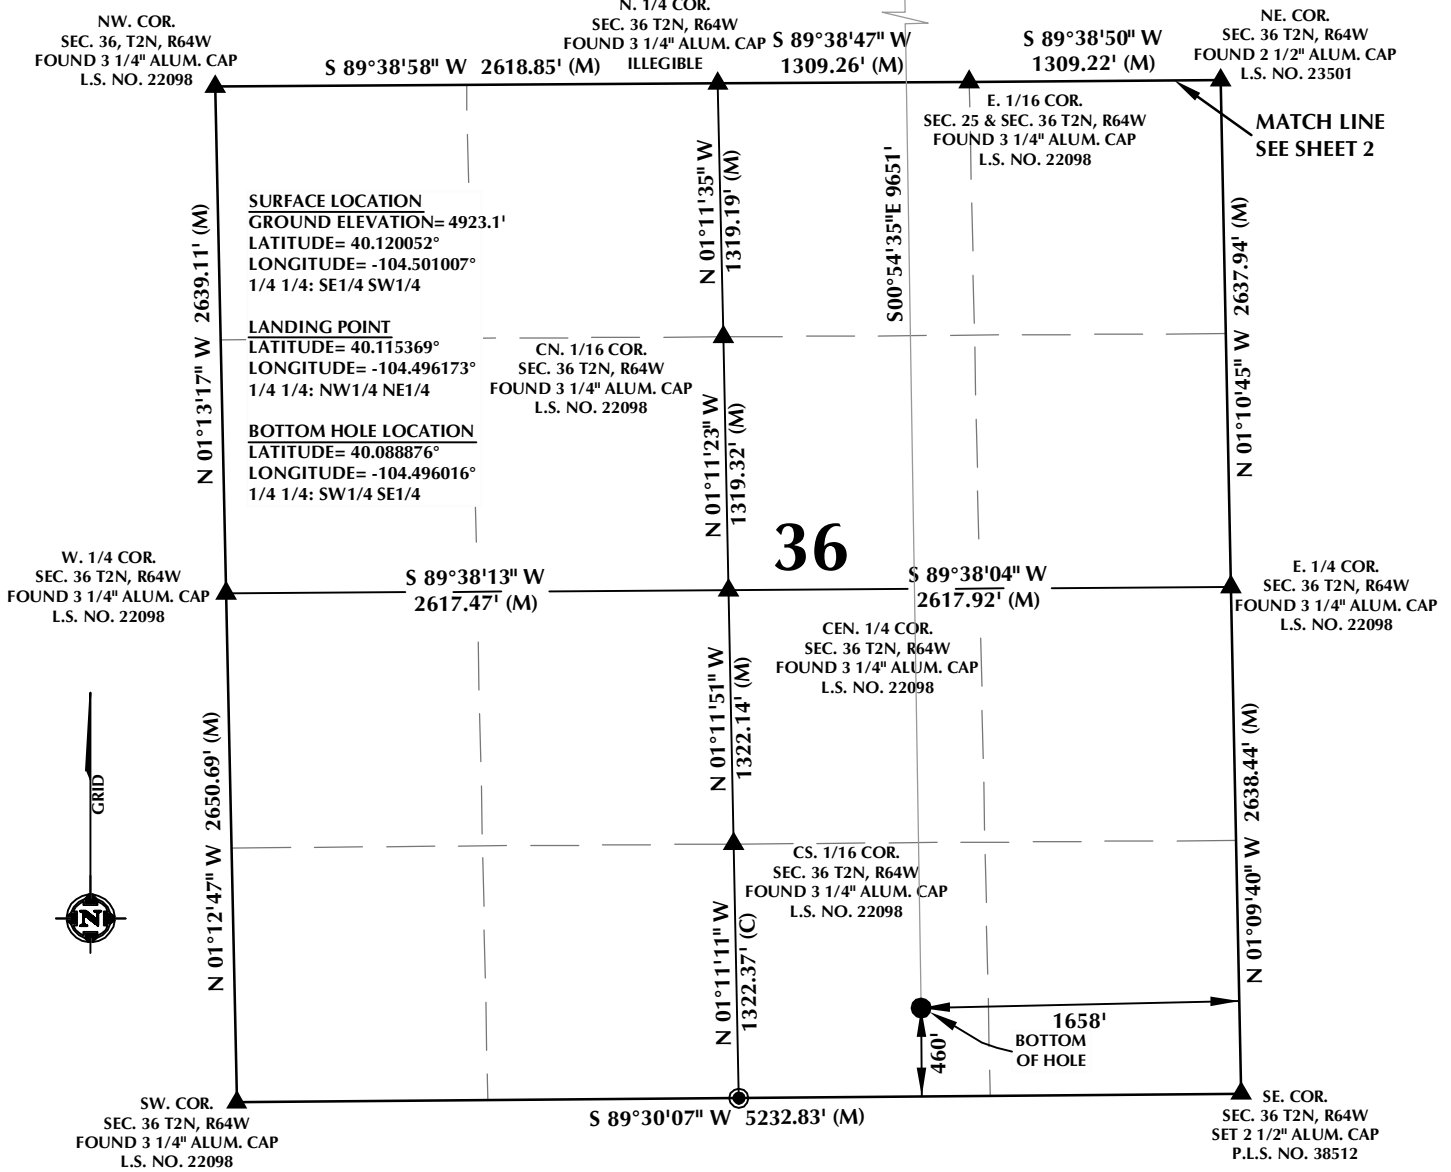 NW. COR.
SEC. 36, T2N, R64W
FOUND 3 1/4" ALUM. CAP
L.S. NO. 22098
N. 1/4 COR.
SEC. 36 T2N, R64W
FOUND 3 1/4" ALUM. CAP
ILLEGIBLE
NE. COR.
SEC. 36 T2N, R64W
FOUND 2 1/2" ALUM. CAP
L.S. NO. 23501
S 89°38'58" W 2618.85' (M)
S 89°38'47" W
1309.26' (M)
S 89°38'50" W
1309.22' (M)
E. 1/16 COR.
SEC. 25 & SEC. 36 T2N, R64W
FOUND 3 1/4" ALUM. CAP
L.S. NO. 22098
MATCH LINE
SEE SHEET 2
SURFACE LOCATION
GROUND ELEVATION= 4923.1'
LATITUDE= 40.120052°
LONGITUDE= -104.501007°
1/4 1/4: SE1/4 SW1/4
LANDING POINT
LATITUDE= 40.115369°
LONGITUDE= -104.496173°
1/4 1/4: NW1/4 NE1/4
BOTTOM HOLE LOCATION
LATITUDE= 40.088876°
LONGITUDE= -104.496016°
1/4 1/4: SW1/4 SE1/4
N 01°13'17" W 2639.11' (M)
N 01°11'35" W
1319.19' (M)
S00°54'35"E 9651'
N 01°10'45" W 2637.94' (M)
CN. 1/16 COR.
SEC. 36 T2N, R64W
FOUND 3 1/4" ALUM. CAP
L.S. NO. 22098
N 01°11'23" W
1319.32' (M)
36
W. 1/4 COR.
SEC. 36 T2N, R64W
FOUND 3 1/4" ALUM. CAP
L.S. NO. 22098
S 89°38'13" W
2617.47' (M)
S 89°38'04" W
2617.92' (M)
E. 1/4 COR.
SEC. 36 T2N, R64W
FOUND 3 1/4" ALUM. CAP
L.S. NO. 22098
CEN. 1/4 COR.
SEC. 36 T2N, R64W
FOUND 3 1/4" ALUM. CAP
L.S. NO. 22098
GRID
N
N 01°12'47" W 2650.69' (M)
N 01°11'51" W
1322.14' (M)
N 01°09'40" W 2638.44' (M)
CS. 1/16 COR.
SEC. 36 T2N, R64W
FOUND 3 1/4" ALUM. CAP
L.S. NO. 22098
N 01°11'11" W
1322.37' (C)
1658'
460'
BOTTOM
OF HOLE
SW. COR.
SEC. 36 T2N, R64W
FOUND 3 1/4" ALUM. CAP
L.S. NO. 22098
S 89°30'07" W 5232.83' (M)
SE. COR.
SEC. 36 T2N, R64W
SET 2 1/2" ALUM. CAP
P.L.S. NO. 38512